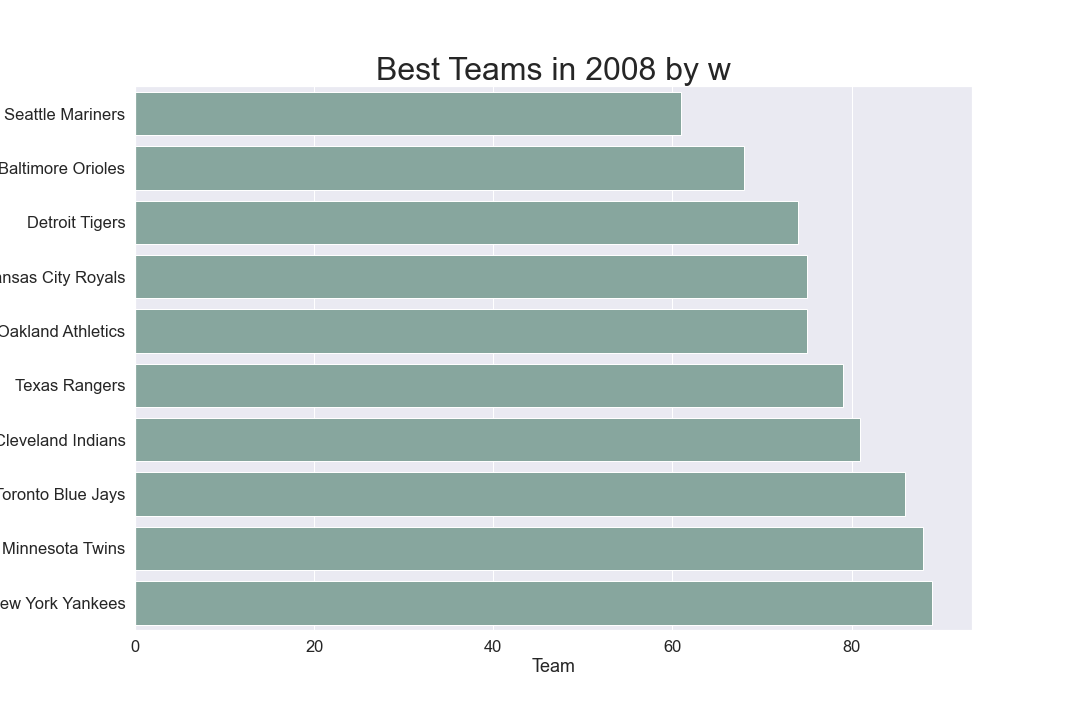 Best Teams in 2008 by w
Seattle Mariners
Baltimore Orioles
Detroit Tigers
ansas City Royals
Oakland Athletics
Texas Rangers
Cleveland Indians
Toronto Blue Jays
Minnesota Twins
ew York Yankees
0 20 40 60 80
Team